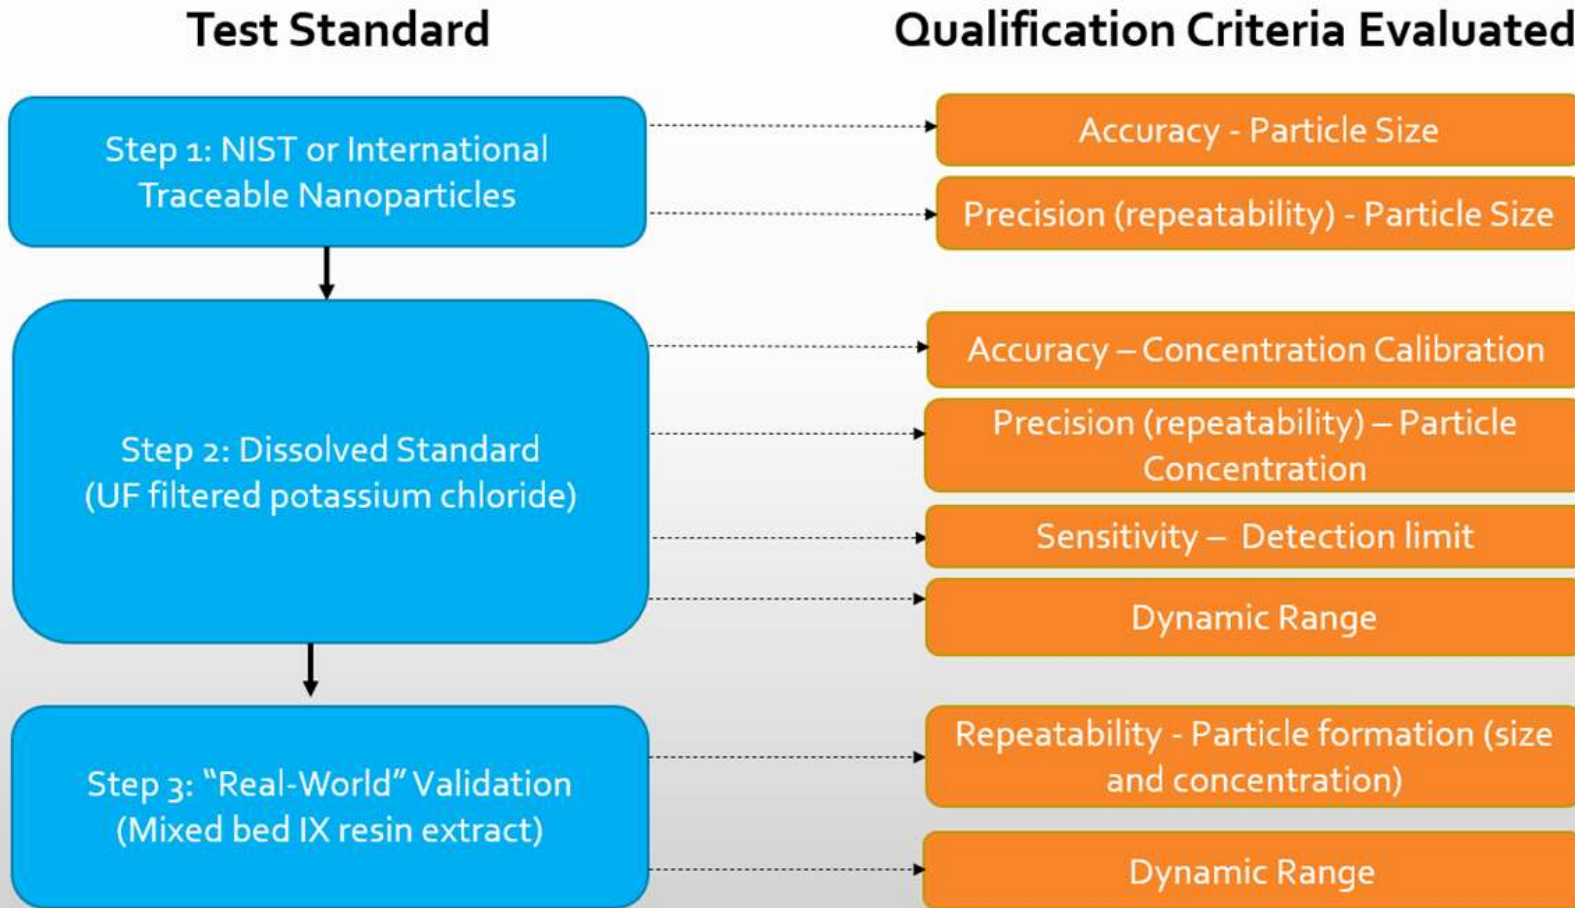 Test Standard
Qualification Criteria Evaluated
Step 1: NIST or International
Traceable Nanoparticles
Accuracy - Particle Size
Precision (repeatability) - Particle Size
Step 2: Dissolved Standard
(UF filtered potassium chloride)
Accuracy – Concentration Calibration
Precision (repeatability) – Particle
Concentration
Sensitivity – Detection limit
Dynamic Range
Step 3: “Real-World” Validation
(Mixed bed IX resin extract)
Repeatability - Particle formation (size
and concentration)
Dynamic Range